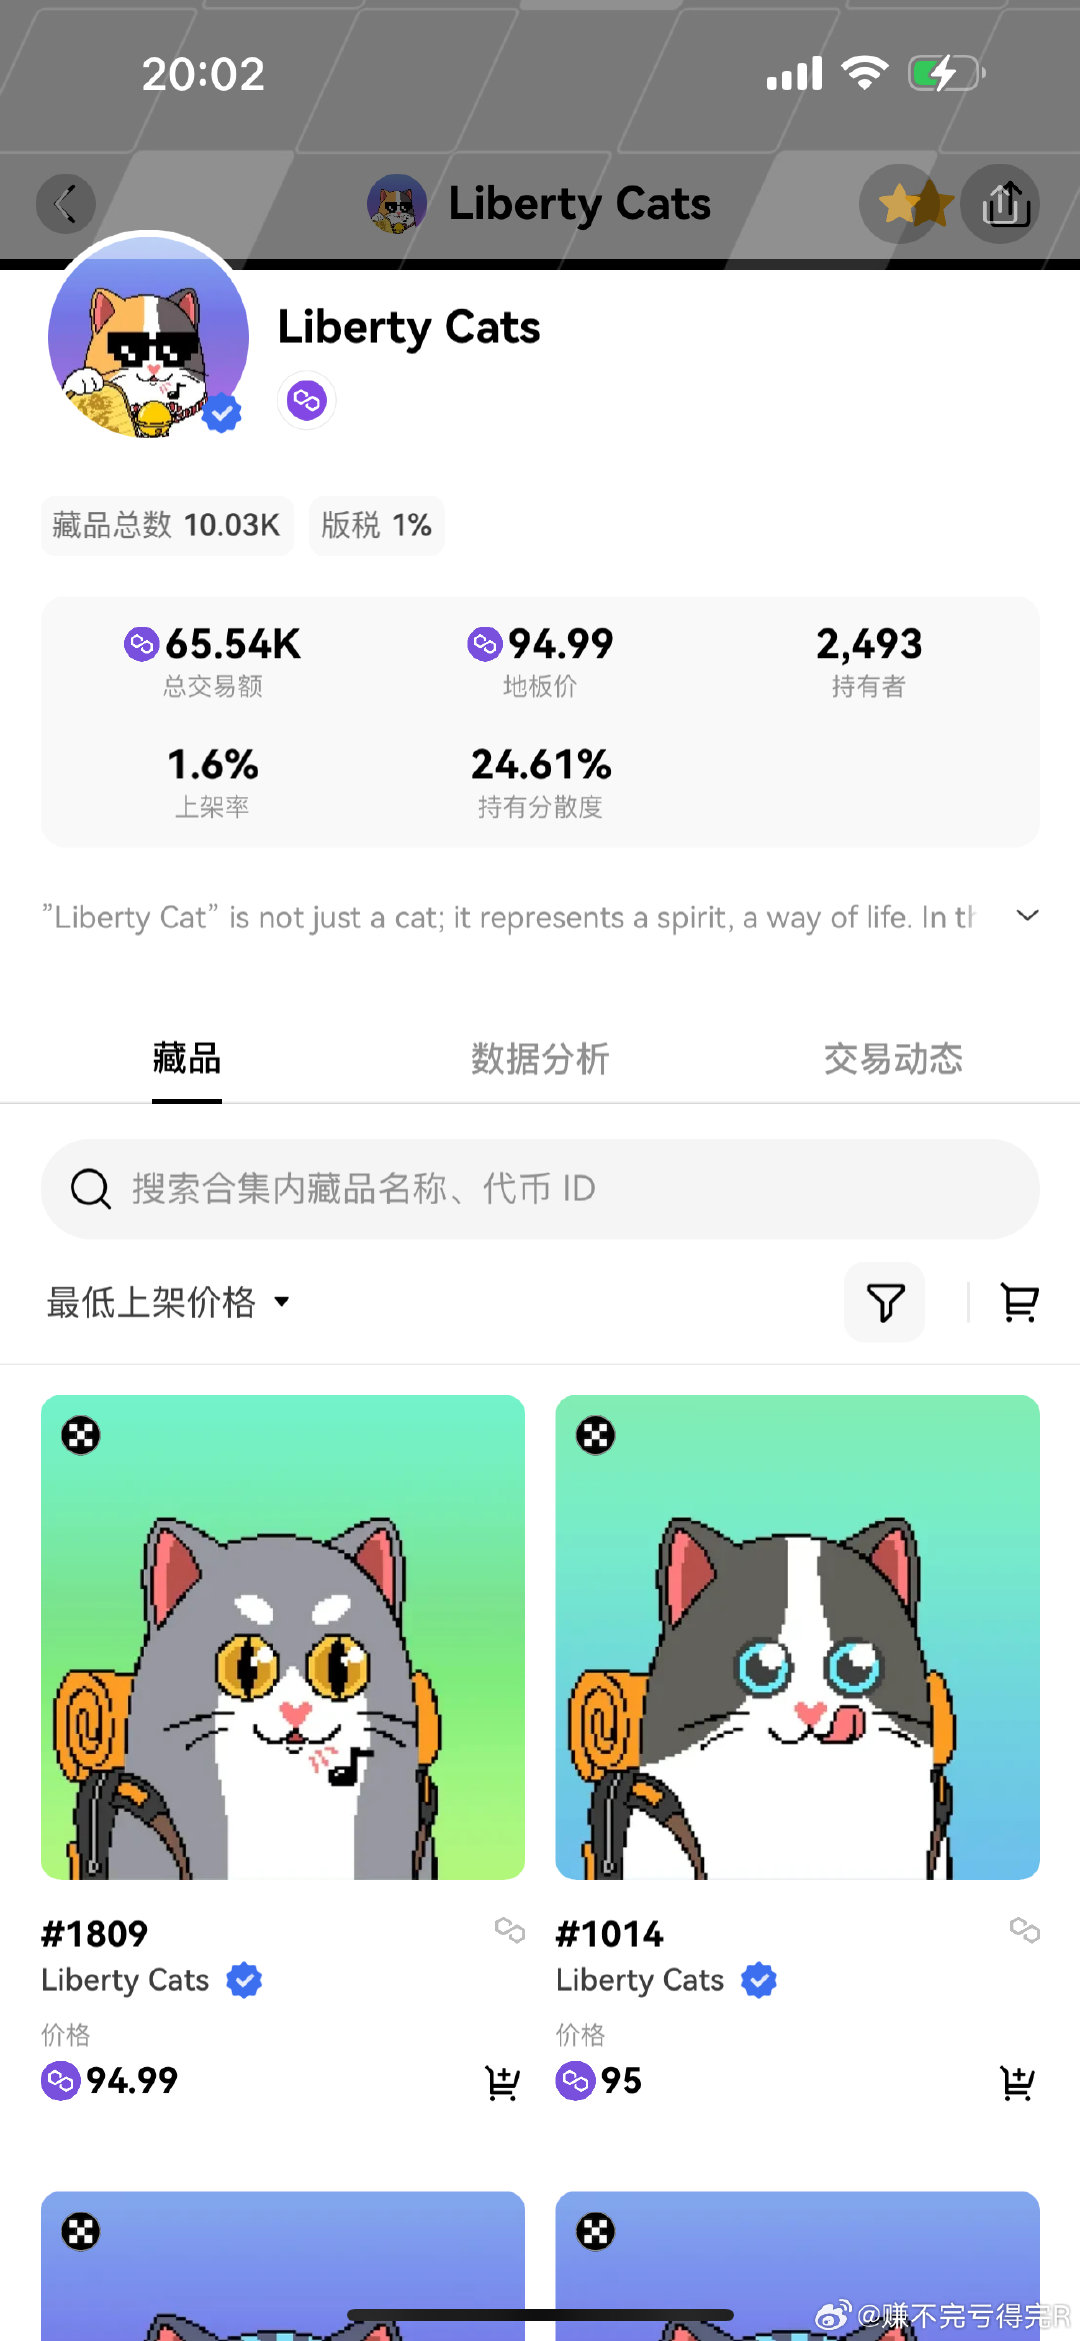 20:02
Liberty Cats
Liberty Cats
藏品总数 10.03K 版税 1%
65.54K 94.99 2,493
总交易额 地板价 持有者
1.6% 24.61%
上架率 持有分散度
”Liberty Cat” is not just a cat; it represents a spirit, a way of life. In th
藏品 数据分析 交易动态
搜索合集内藏品名称、代币 ID
最低上架价格
#1809
Liberty Cats
价格
94.99
#1014
Liberty Cats
价格
95
@赚不完亏得完R